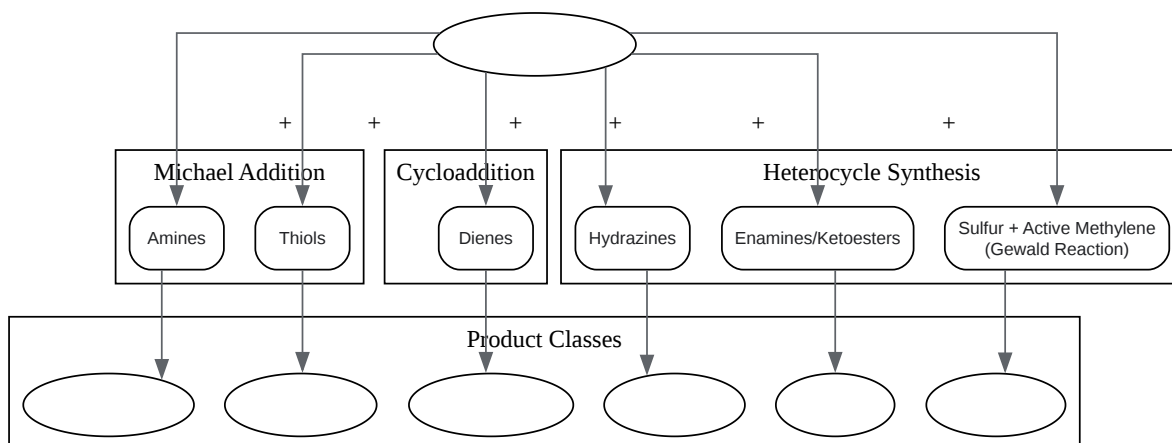 + + + + + +
Michael Addition
Cycloaddition
Heterocycle Synthesis
Amines
Thiols
Dienes
Hydrazines
Enamines/Ketoesters
Sulfur + Active Methylene
(Gewald Reaction)
Product Classes